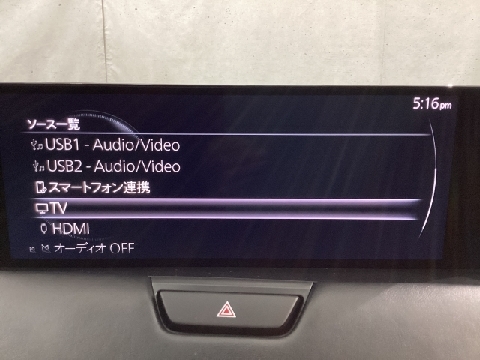 5:16pm
ソース一覧
USB1 - Audio/Video
USB2 - Audio/Video
スマートフォン連携
TV
HDMI
オーディオ OFF